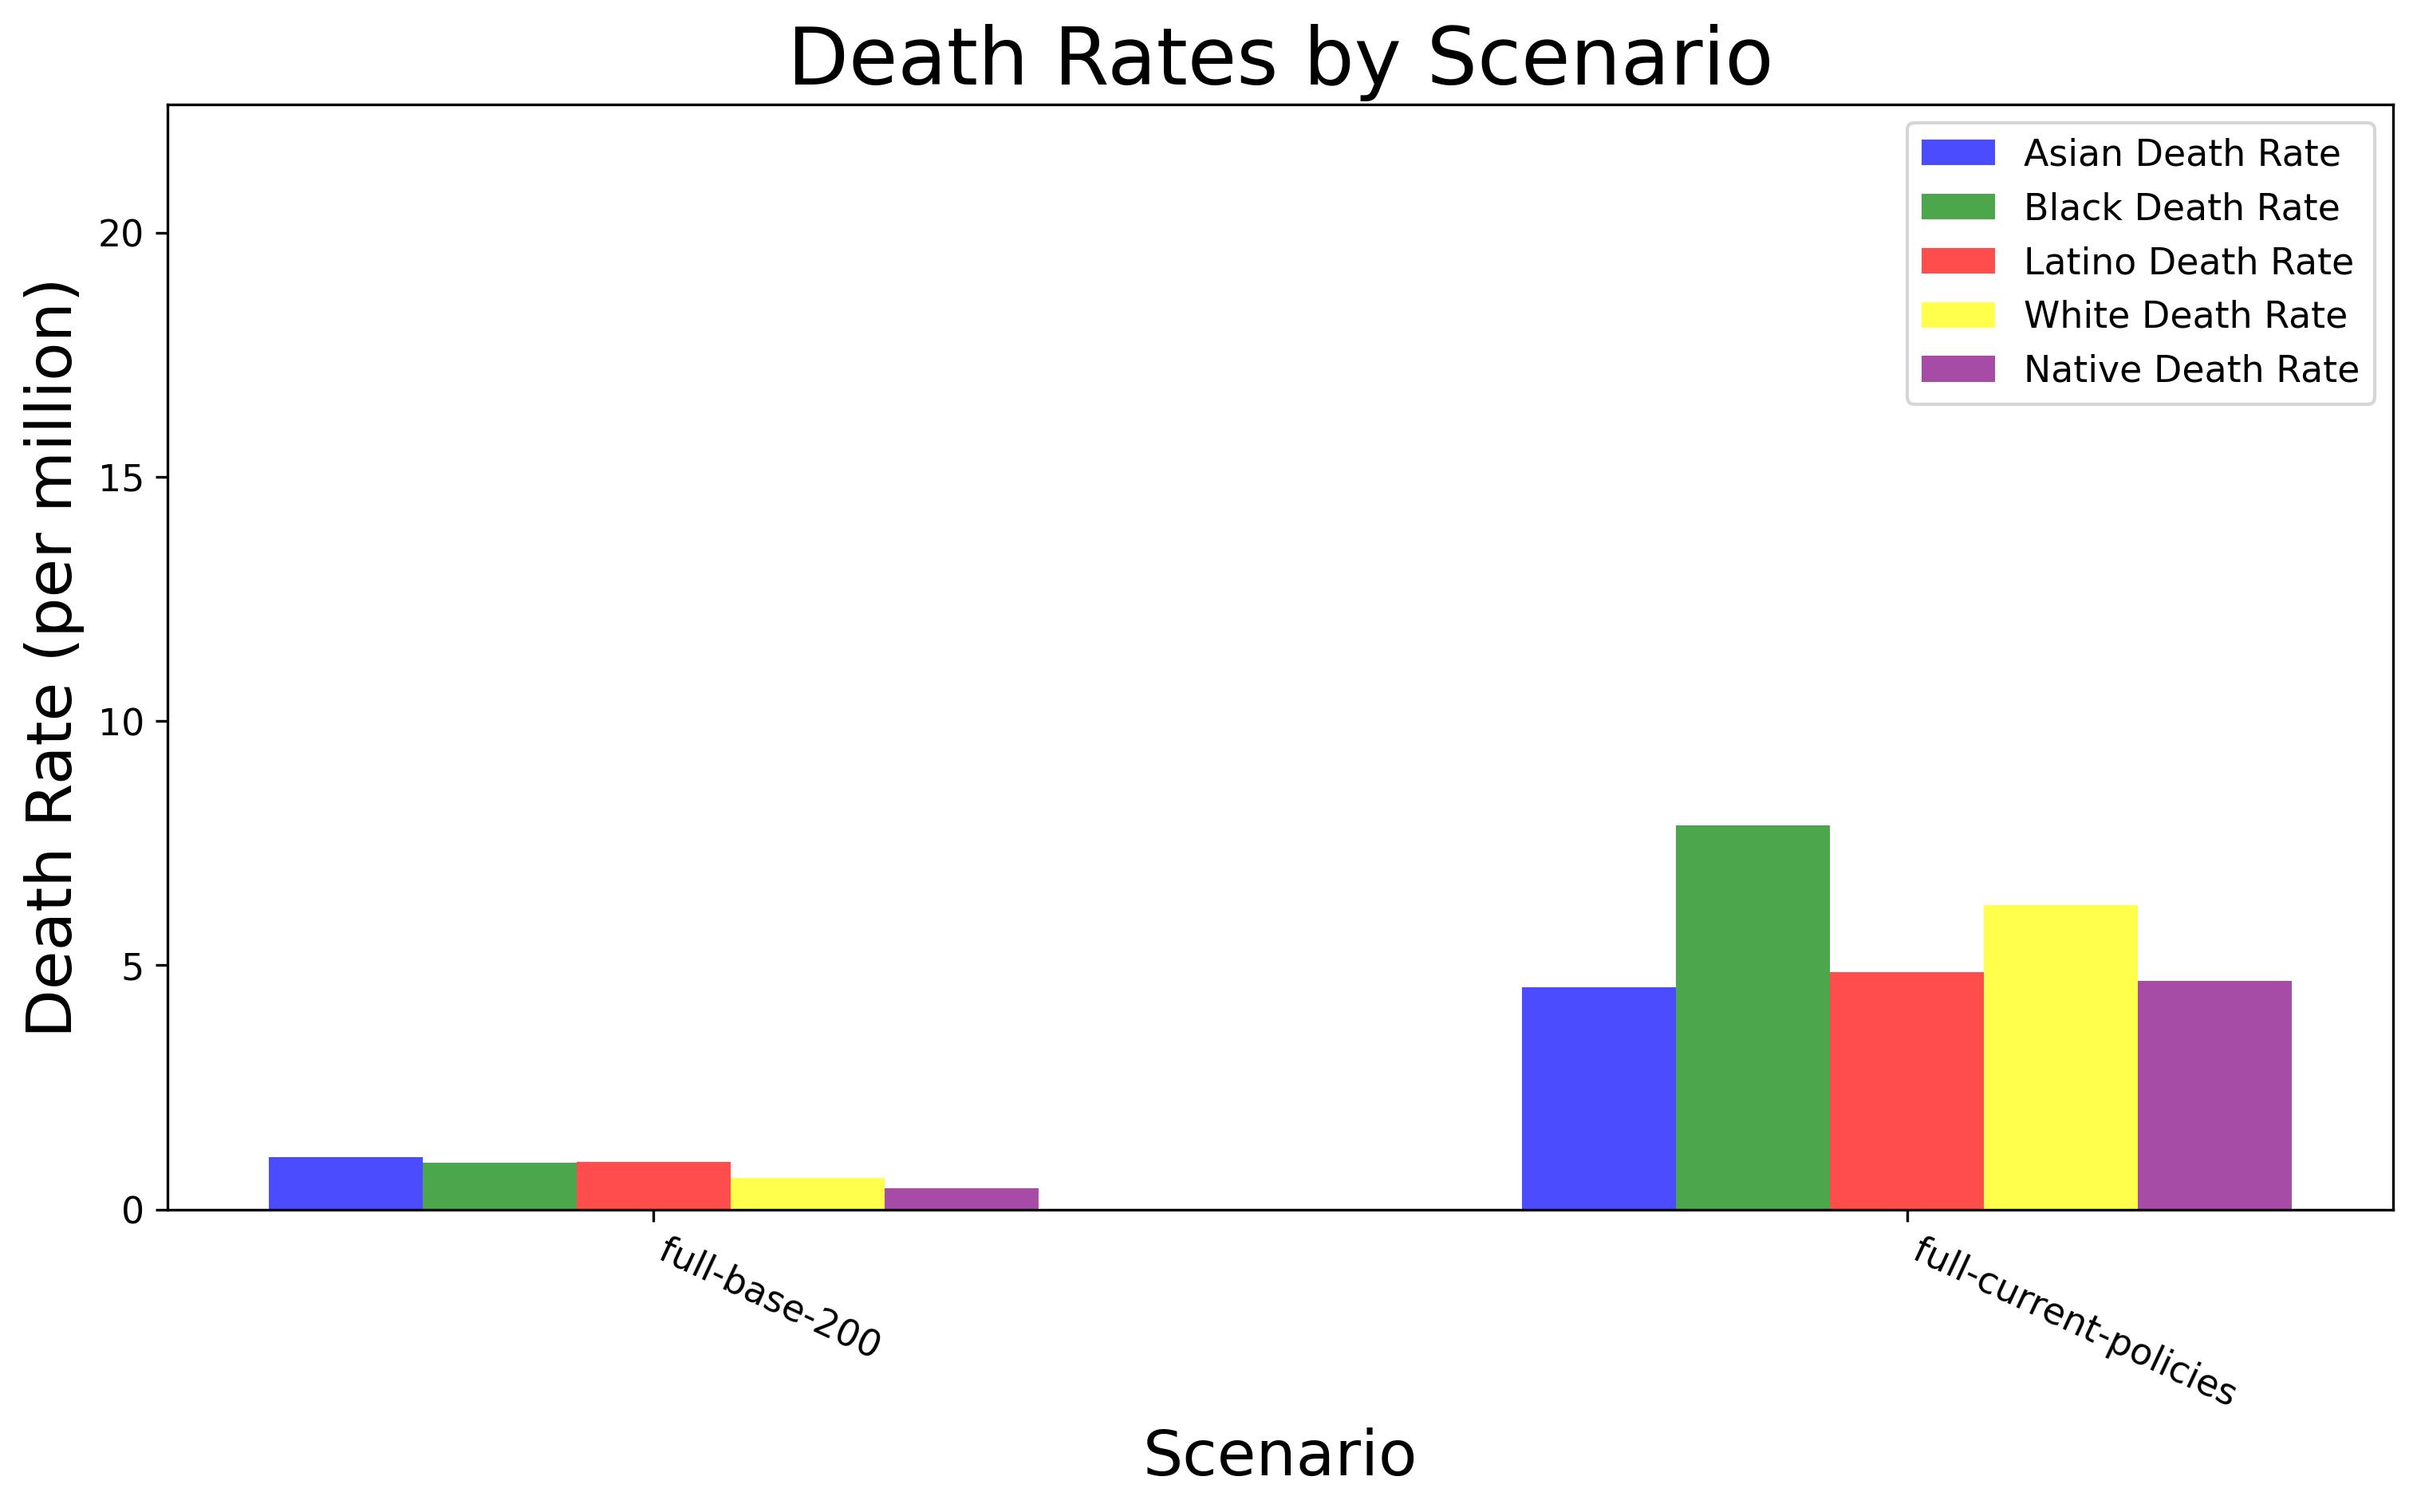 Death Rates by Scenario
Asian Death Rate
Black Death Rate
Latino Death Rate
White Death Rate
Native Death Rate
Death Rate (per million)
20
15
10
5
0
full-base-200
full-current-policies
Scenario